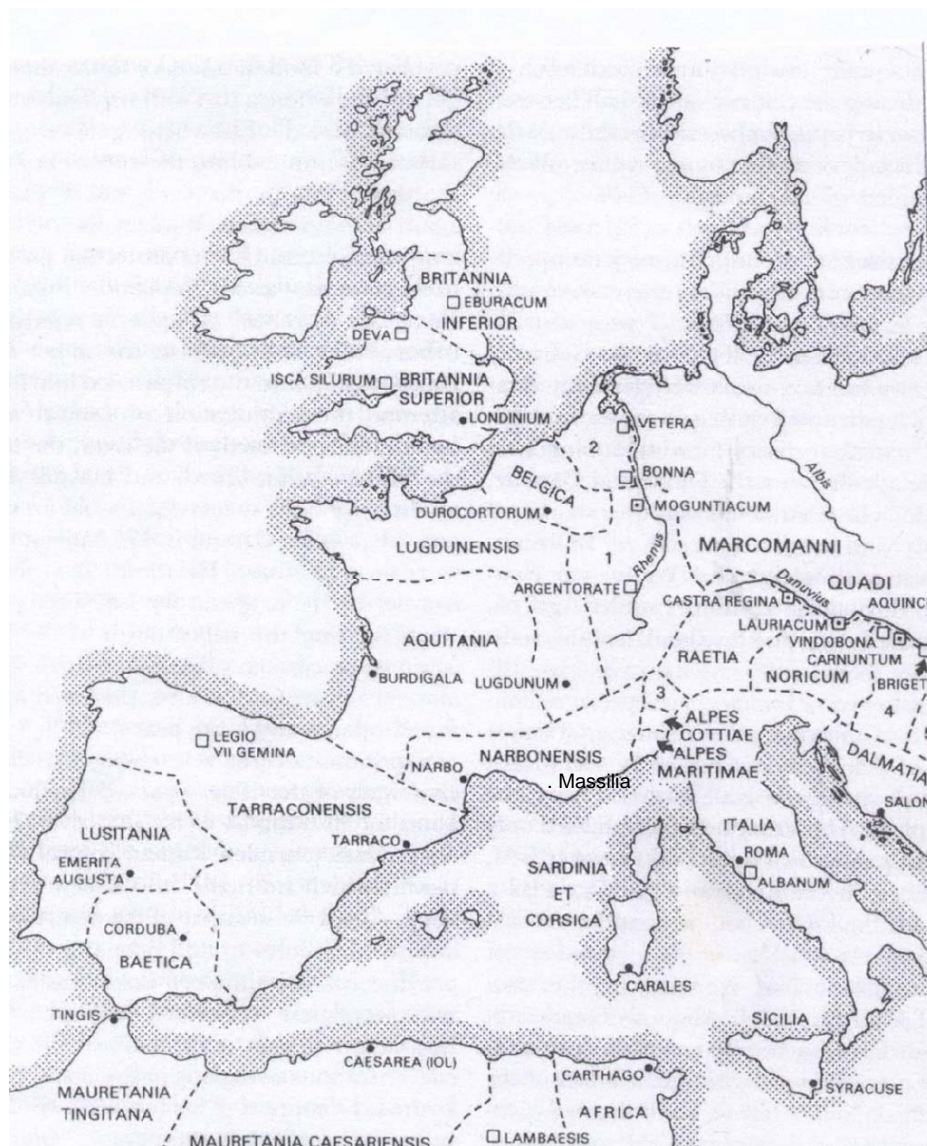 BRITANNIA
INFERIOR
EBURACUM
DEVA
ISCA SILURUM
BRITANNIA
SUPERIOR
LONDINIUM
VETERA
2
BELGICA
BONNA
MOGUNTIACUM
DUROCORTORUM
Alba
LUGDUNENSIS
1
Rhenus
MARCOMANNI
ARGENTORATE
Danuvius
QUADI
CASTRA REGINA
AQUINCU
LAURIACUM
VINDOBONA
CARNUNTUM
AQUITANIA
NORICUM
BRIGET
BURDIGALA
LUGDUNUM
3
4
ALPES
COTTIAE
ALPES
MARITIMAE
LEGIO
VII GEMINA
NARBONENSIS
NARBO
Massilia
DALMATIA
SALON
TARRACONENSIS
TARRACO
LUSITANIA
EMERITA
AUGUSTA
ITALIA
ROMA
ALBANUM
SARDINIA
ET
CORSICA
CORDUBA
BAETICA
CARALES
TINGIS
SICILIA
CAESAREA (IOL)
CARTHAGO
SYRACUSE
MAURETANIA
TINGITANA
AFRICA
MAURETANIA CAESARIENSIS
LAMBAESIS